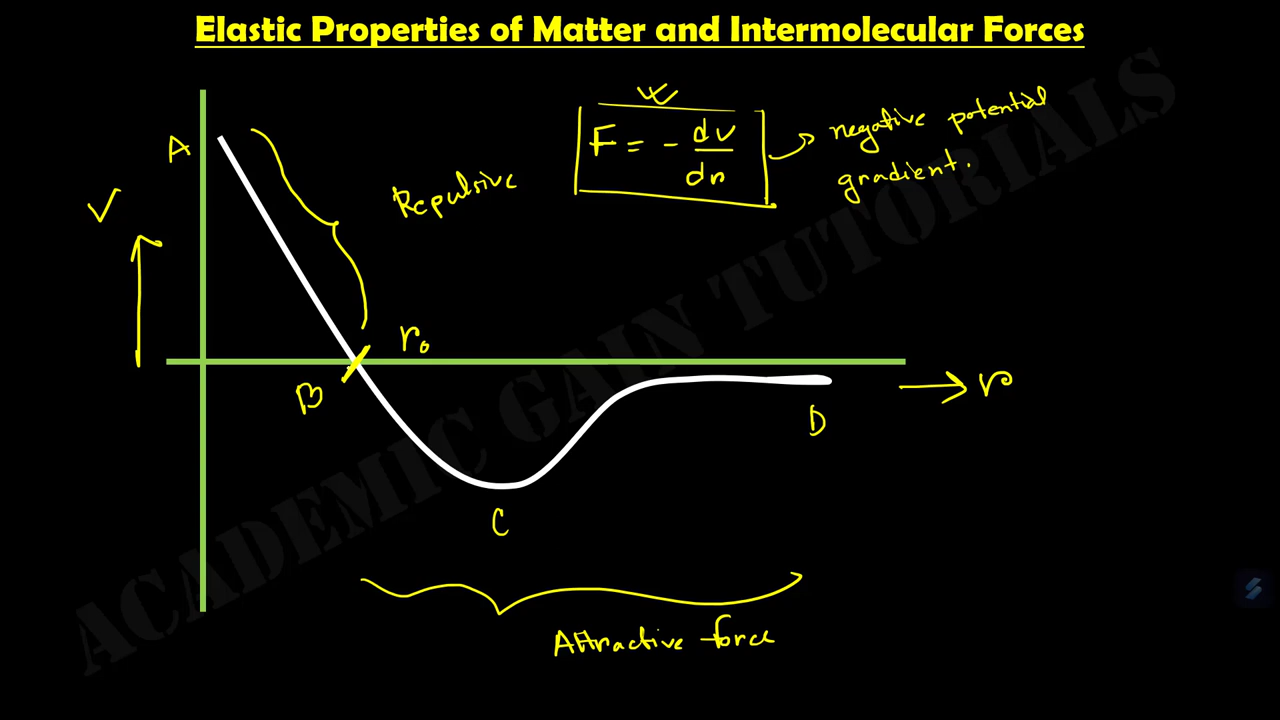 Elastic Properties of Matter and Intermolecular Forces
A
V
Repulsive
F = - dv/dr
negative potential
gradient.
r₀
B
r
D
C
Attractive force
ACADEMIC GAIN TUTORIALS